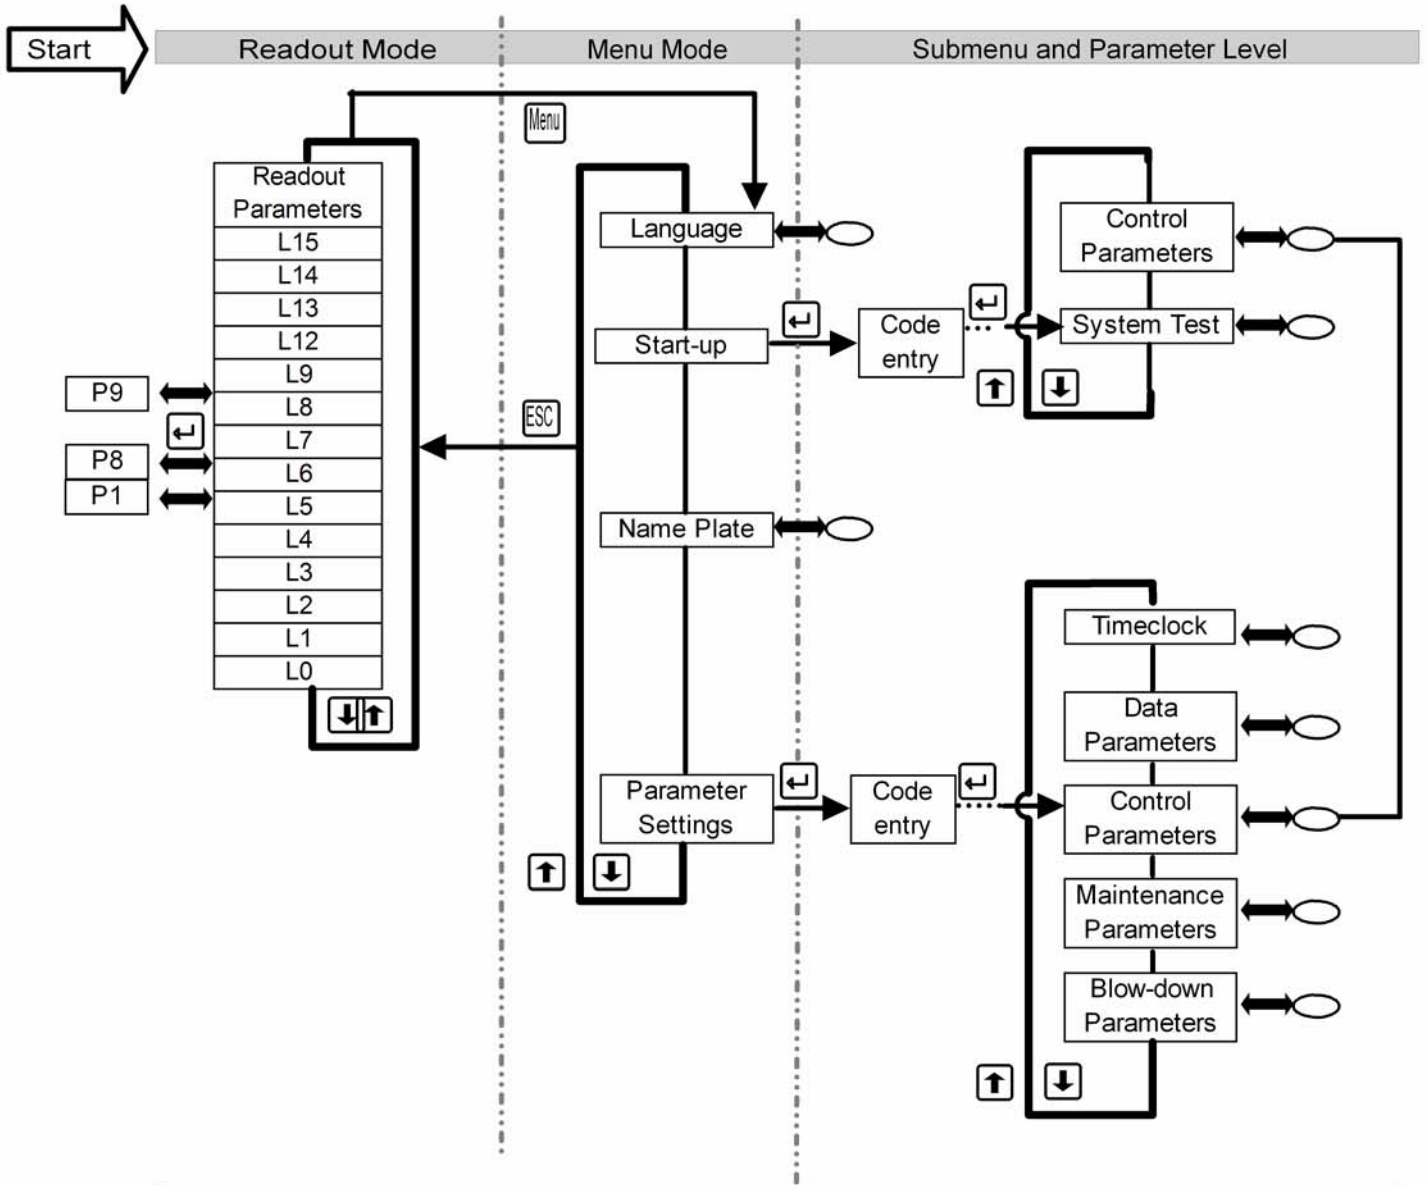 Start
Readout Mode
Menu Mode
Submenu and Parameter Level
Menu
Readout
Parameters
L15
L14
L13
L12
L9
L8
L7
L6
L5
L4
L3
L2
L1
L0
P9
P8
P1
ESC
Language
Start-up
Name Plate
Parameter
Settings
Code
entry
Control
Parameters
System Test
Code
entry
Timeclock
Data
Parameters
Control
Parameters
Maintenance
Parameters
Blow-down
Parameters